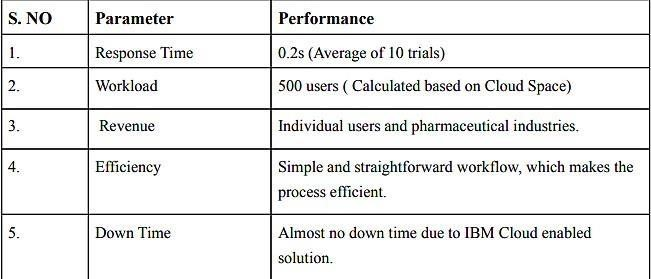 S. NO Parameter Performance
1. Response Time 0.2s (Average of 10 trials)
2. Workload 500 users ( Calculated based on Cloud Space)
3. Revenue Individual users and pharmaceutical industries.
4. Efficiency Simple and straightforward workflow, which makes the
process efficient.
5. Down Time Almost no down time due to IBM Cloud enabled
solution.